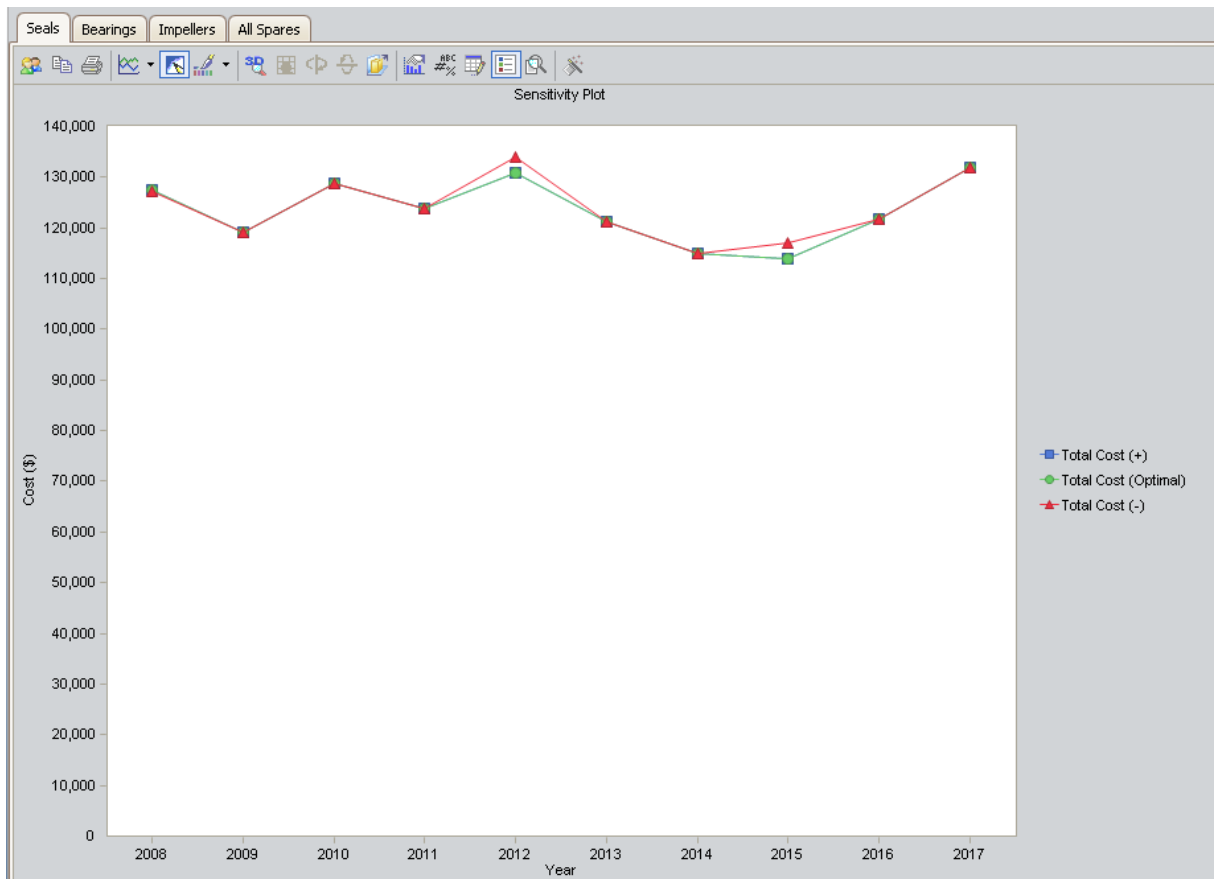 Seals Bearings Impellers All Spares
3D ABC #%
Sensitivity Plot
140,000
130,000
120,000
110,000
100,000
90,000
80,000
70,000
60,000
50,000
40,000
30,000
20,000
10,000
0
Cost ($)
2008 2009 2010 2011 2012 2013 2014 2015 2016 2017
Year
Total Cost (+)
Total Cost (Optimal)
Total Cost (-)